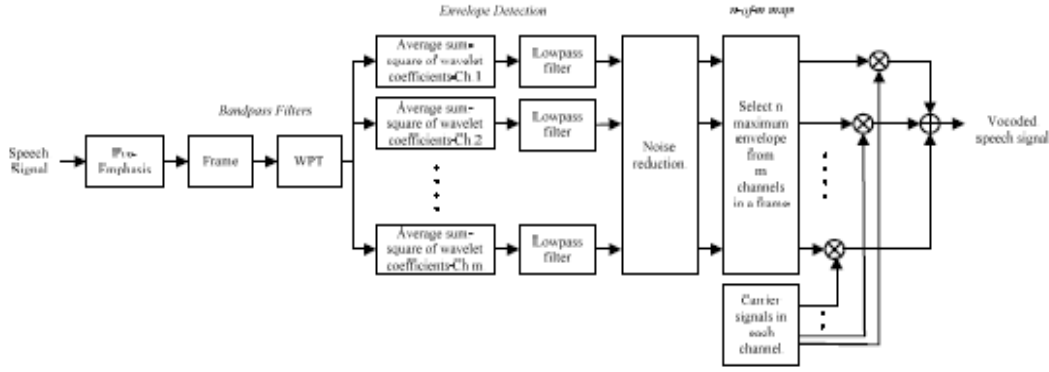 Envelope Detection
n-of-m map
Average sum-
square of wavelet
coefficients-Ch 1
Lowpass
filter
Bandpass Filters
Average sum-
square of wavelet
coefficients-Ch 2
Lowpass
filter
Speech
Signal
Pre-
Emphasis
Frame
WPT
Noise
reduction
Select n
maximum
envelope
from
m
channels
in a frame
Vocoded
speech signal
Average sum-
square of wavelet
coefficients-Ch m
Lowpass
filter
Carrier
signals in
each
channel